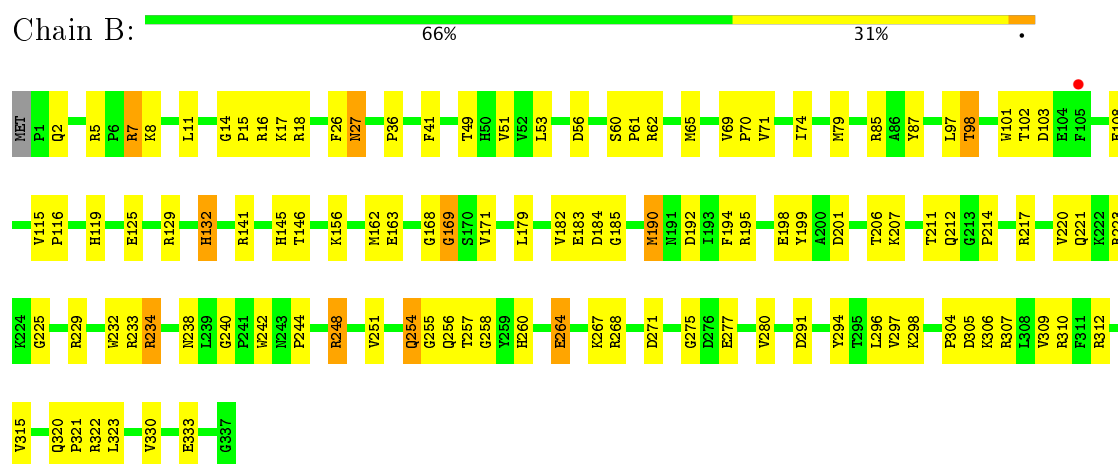 Chain B:
66% 31% •
MET P1 Q2 R5 P6 R7 K8 L11 G14 P15 R16 K17 R18 F26 N27 P36 F41 T49 H50 V51 V52 L53 D56 S60 P61 R62 M65 V69 P70 V71 I74 M79 R85 A86 Y87 L97 T98 W101 T102 D103 E104 F105
V115 P116 H119 E125 R129 H132 R141 H145 T146 K156 M162 E163 G168 G169 S170 V171 L179 V182 E183 D184 G185 M190 N191 D192 I193 F194 R195 E198 Y199 A200 D201 T206 K207 T211 Q212 G213 P214 R217 V220 Q221 K222
K224 G225 R229 W232 R233 R234 N238 L239 G240 P241 W242 N243 P244 R248 V251 Q254 G255 Q256 T257 G258 Y259 H260 E264 K267 R268 D271 G275 D276 E277 V280 D291 Y294 T295 L296 V297 K298 P304 D305 K306 R307 L308 V309 R310 F311 R312
V315 Q320 P321 R322 L323 V330 E333 G337